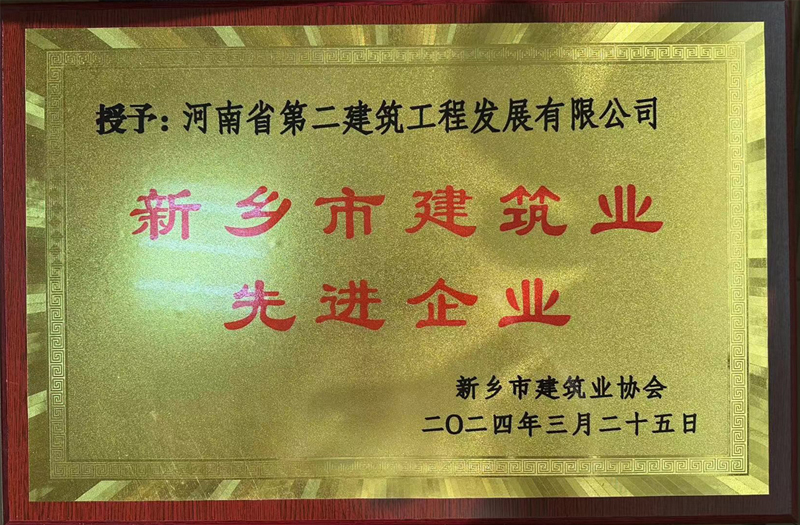 授予：河南省第二建筑工程发展有限公司
新乡市建筑业
先进企业
新乡市建筑业协会
二〇二四年三月二十五日